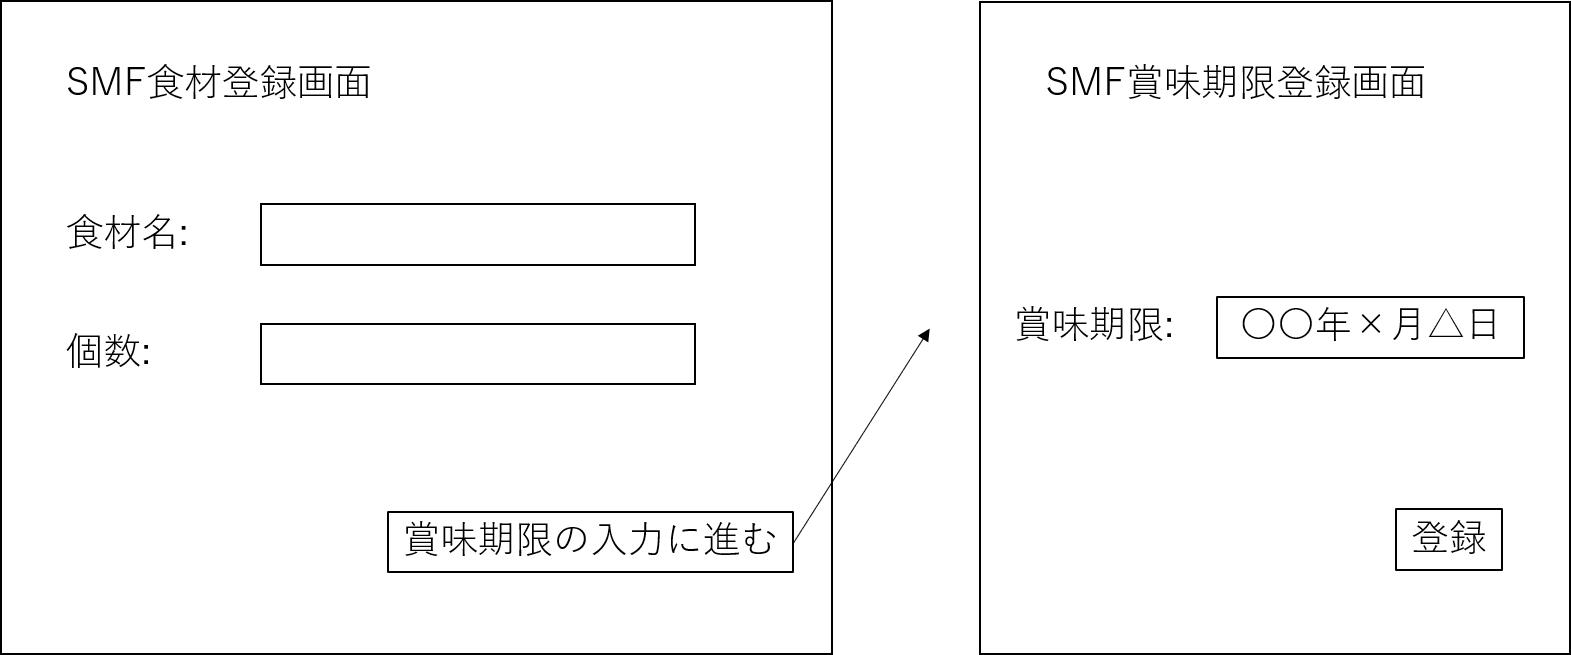 SMF食材登録画面
食材名:
個数:
賞味期限の入力に進む
SMF賞味期限登録画面
賞味期限:
〇〇年×月△日
登録